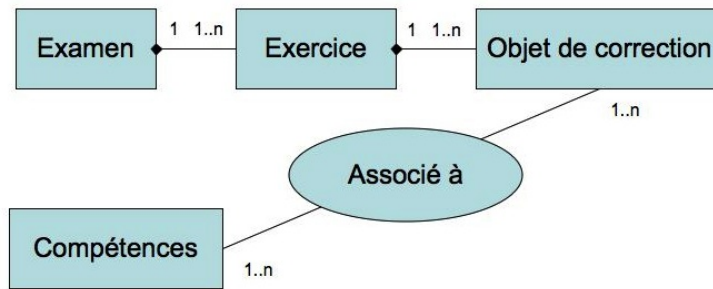 Examen 1 1..n Exercice 1 1..n Objet de correction
1..n
Associé à
Compétences
1..n